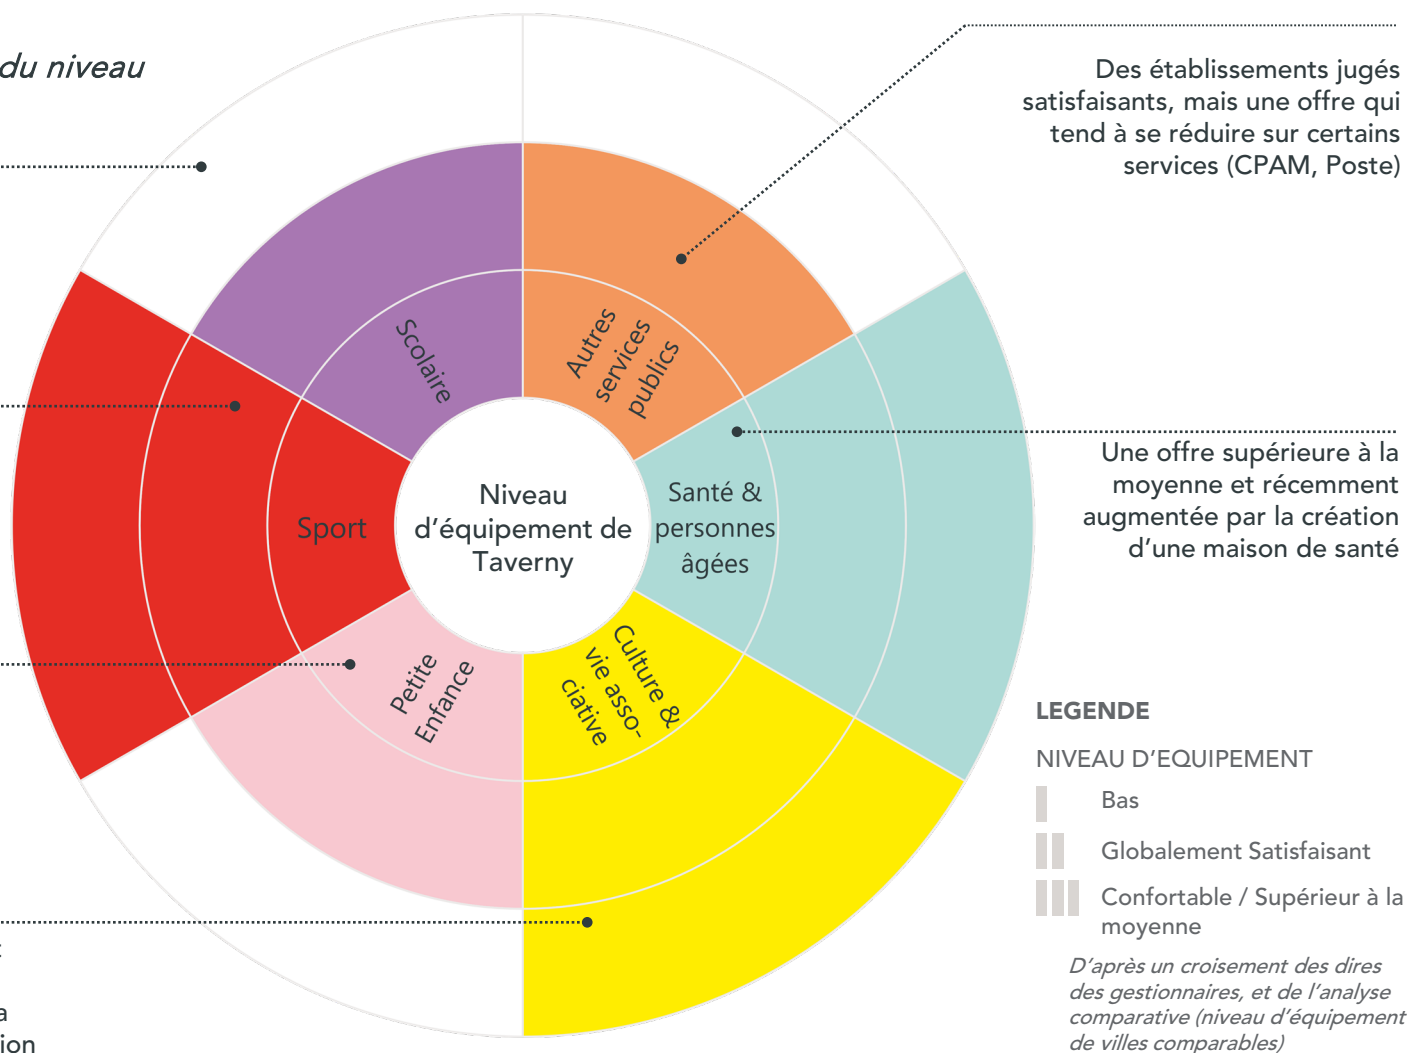 du niveau
Des établissements jugés
satisfaisants, mais une offre qui
tend à se réduire sur certains
services (CPAM, Poste)
Scolaire
Autres
services
publics
Sport
Niveau
d’équipement de
Taverny
Santé &
personnes
âgées
Une offre supérieure à la
moyenne et récemment
augmentée par la création
d’une maison de santé
Petite
Enfance
Culture &
vie asso-
ciative
LEGENDE
NIVEAU D’EQUIPEMENT
Bas
Globalement Satisfaisant
Confortable / Supérieur à la
moyenne
D’après un croisement des dires
des gestionnaires, et de l’analyse
comparative (niveau d’équipement
de villes comparables)
a
ion